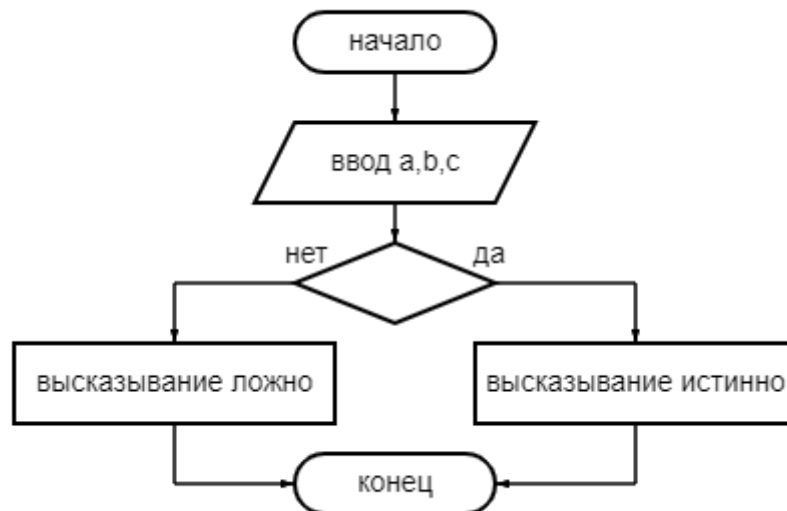 начало
ввод a,b,c
нет
да
высказывание ложно
высказывание истинно
конец